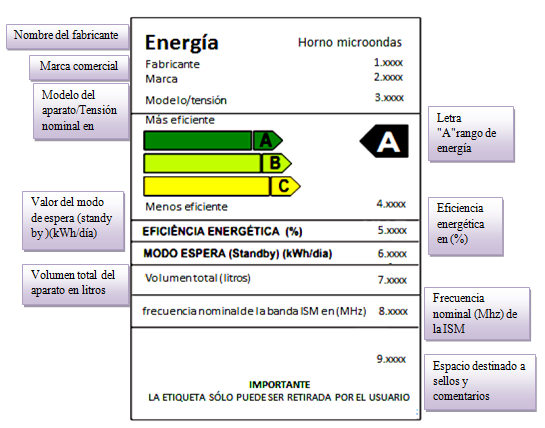 Nombre del fabricante
Marca comercial
Modelo del
aparato/Tensión
nominal en
Valor del modo
de espera (standy
by )(kWh/día)
Volumen total del
aparato en litros
Energía
Horno microondas
Fabricante 1.xxxx
Marca 2.xxxx
Modelo/tensión 3.xxxx
Más eficiente
A
A
B
C
Menos eficiente 4.xxxx
EFICIÊNCIA ENERGÉTICA (%) 5.xxxx
MODO ESPERA (Standby) (kWh/dia) 6.xxxx
Volumen total (litros) 7.xxxx
frecuencia nominal de la banda ISM en (MHz) 8.xxxx
9.xxxx
IMPORTANTE
LA ETIQUETA SÓLO PUEDE SER RETIRADA POR EL USUARIO
Letra
"A"rango de
energía
Eficiencia
energética
en (%)
Frecuencia
nominal (Mhz) de
la ISM
Espacio destinado a
sellos y
comentarios